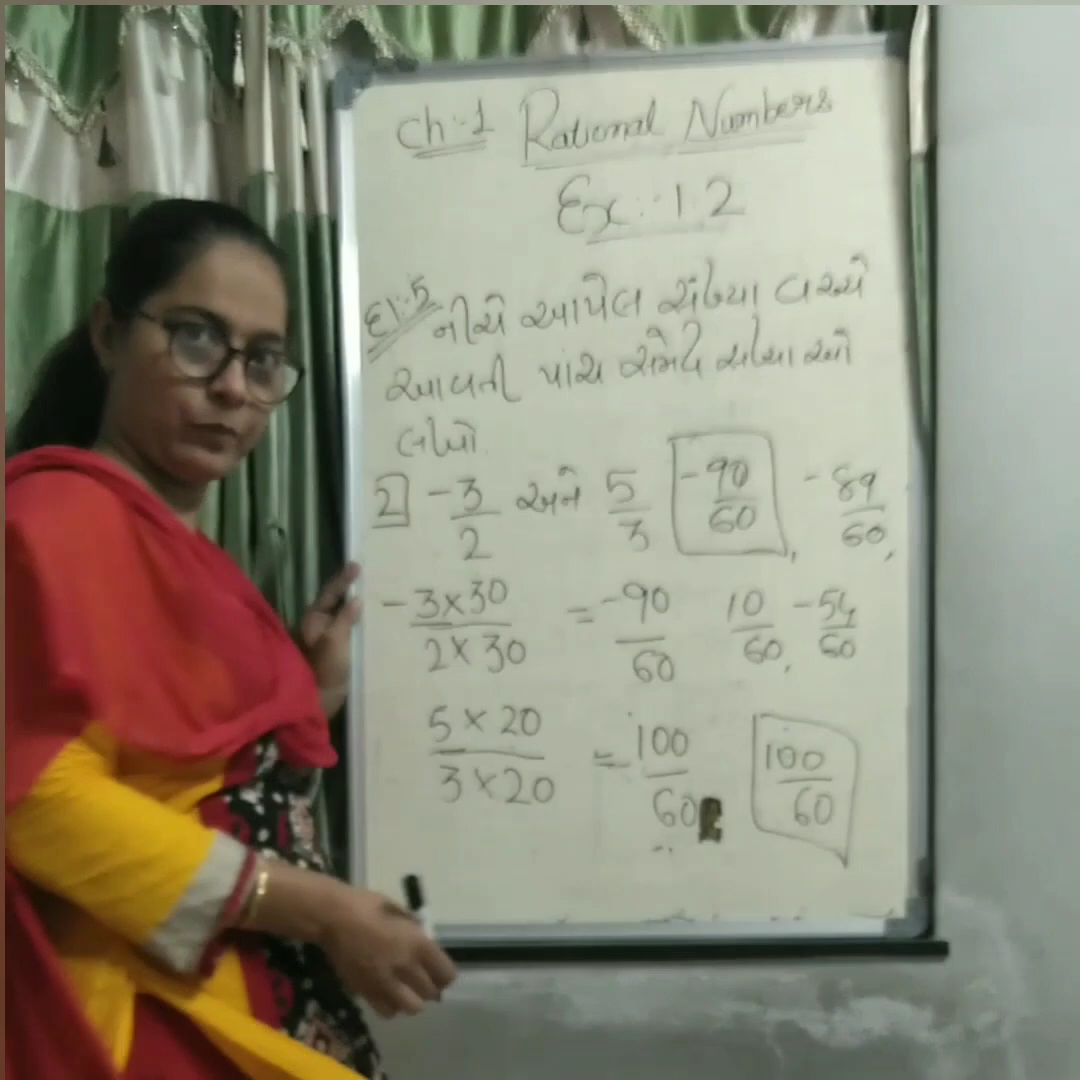 Ch:-1 Rational Numbers
Ex:-1.2
દા:-5 નીચે આપેલ સંખ્યા વચ્ચે
આવતી પાંચ સંમેય સંખ્યાઓ
લખો.
2 -3/2 અને 5/3 -90/60, -89/60,
-3×30/2×30 = -90/60 10/60, -54/60
5×20/3×20 = 100/60 100/60